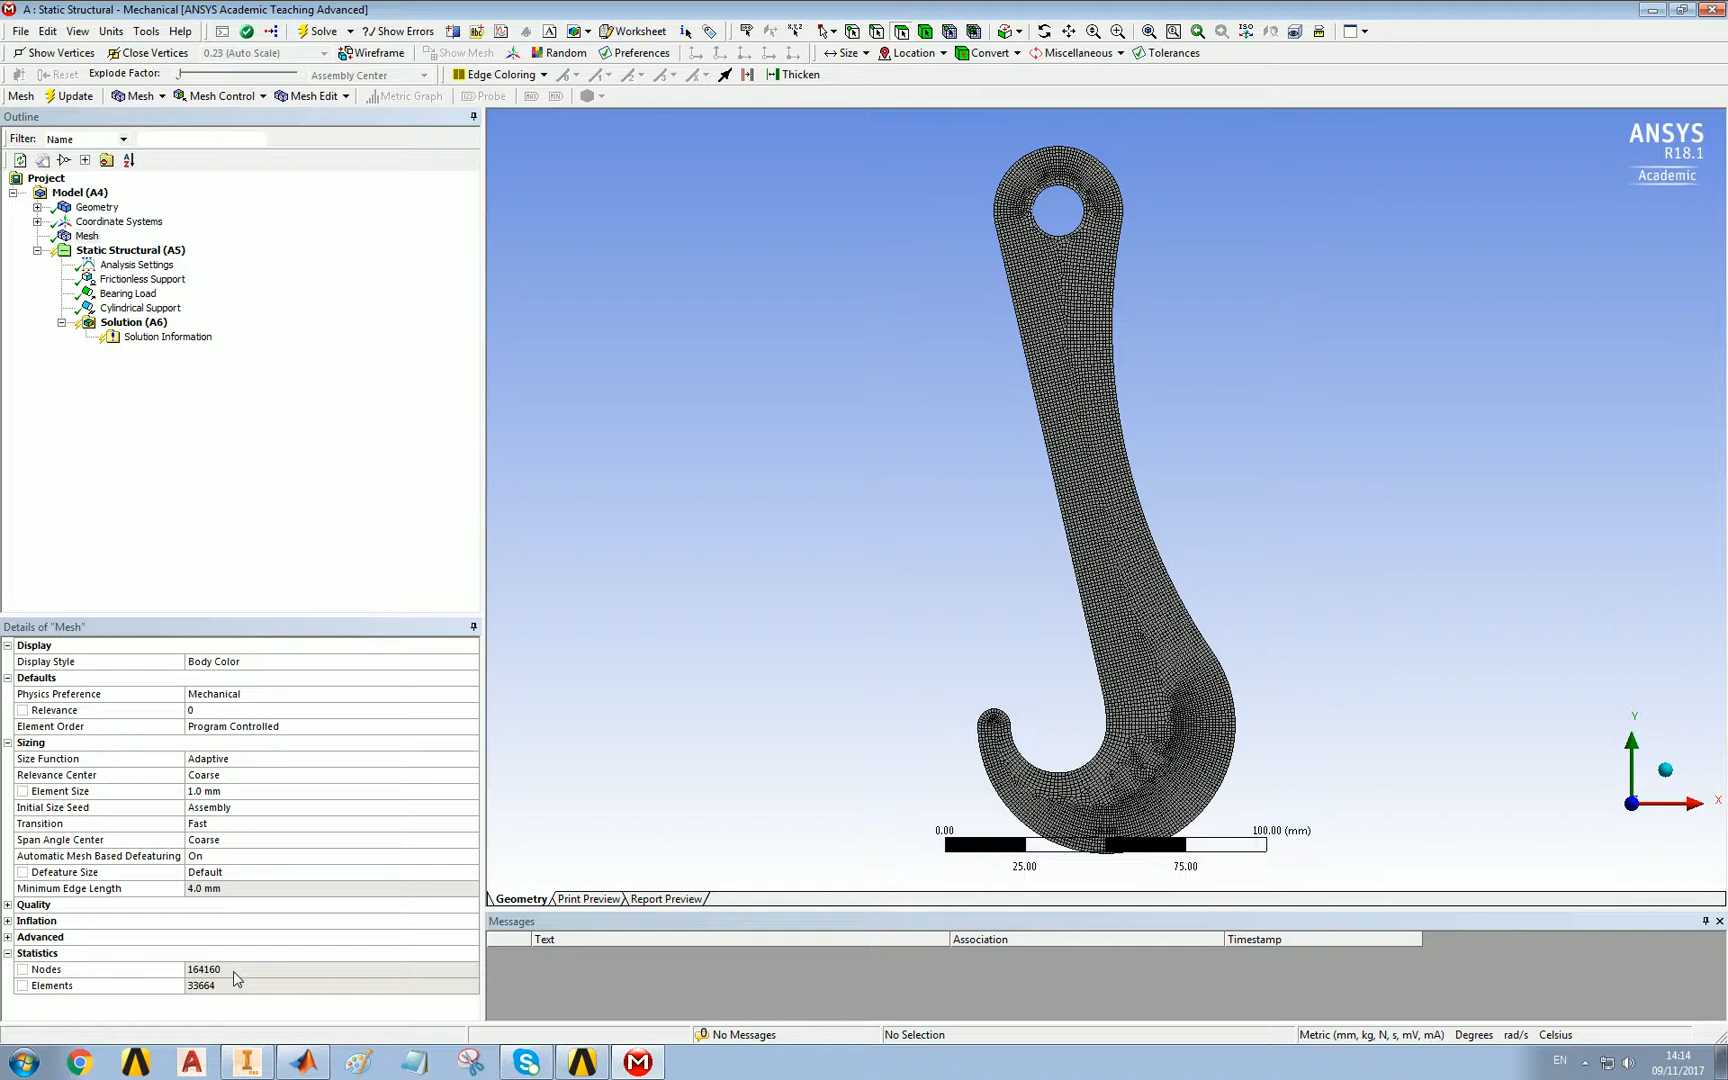 A : Static Structural - Mechanical [ANSYS Academic Teaching Advanced]
File Edit View Units Tools Help Solve ?/ Show Errors Worksheet
Show Vertices Close Vertices 0.23 (Auto Scale) Wireframe Show Mesh Random Preferences Size Location Convert Miscellaneous Tolerances
Reset Explode Factor: Assembly Center Edge Coloring Thicken
Mesh Update Mesh Mesh Control Mesh Edit Metric Graph Probe
Outline
Filter: Name
Project
Model (A4)
Geometry
Coordinate Systems
Mesh
Static Structural (A5)
Analysis Settings
Frictionless Support
Bearing Load
Cylindrical Support
Solution (A6)
Solution Information
Details of "Mesh"
Display
Display Style Body Color
Defaults
Physics Preference Mechanical
Relevance 0
Element Order Program Controlled
Sizing
Size Function Adaptive
Relevance Center Coarse
Element Size 1.0 mm
Initial Size Seed Assembly
Transition Fast
Span Angle Center Coarse
Automatic Mesh Based Defeaturing On
Defeature Size Default
Minimum Edge Length 4.0 mm
Quality
Inflation
Advanced
Statistics
Nodes 164160
Elements 33664
ANSYS
R18.1
Academic
Y
X
0.00 100.00 (mm)
25.00 75.00
Geometry Print Preview Report Preview
Messages
Text Association Timestamp
No Messages No Selection Metric (mm, kg, N, s, mV, mA) Degrees rad/s Celsius
EN 14:14
09/11/2017